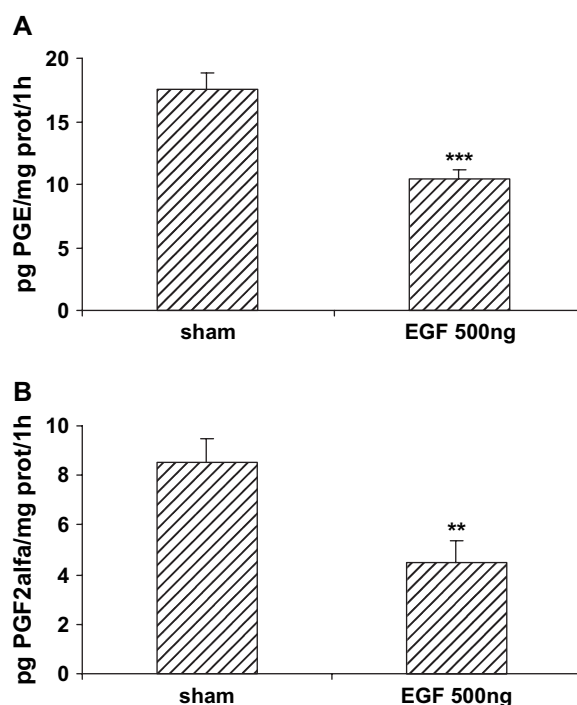 A
pg PGE/mg prot/1h
20
15
10
5
0
***
sham EGF 500ng
B
pg PGF2alfa/mg prot/1h
10
8
6
4
2
0
**
sham EGF 500ng